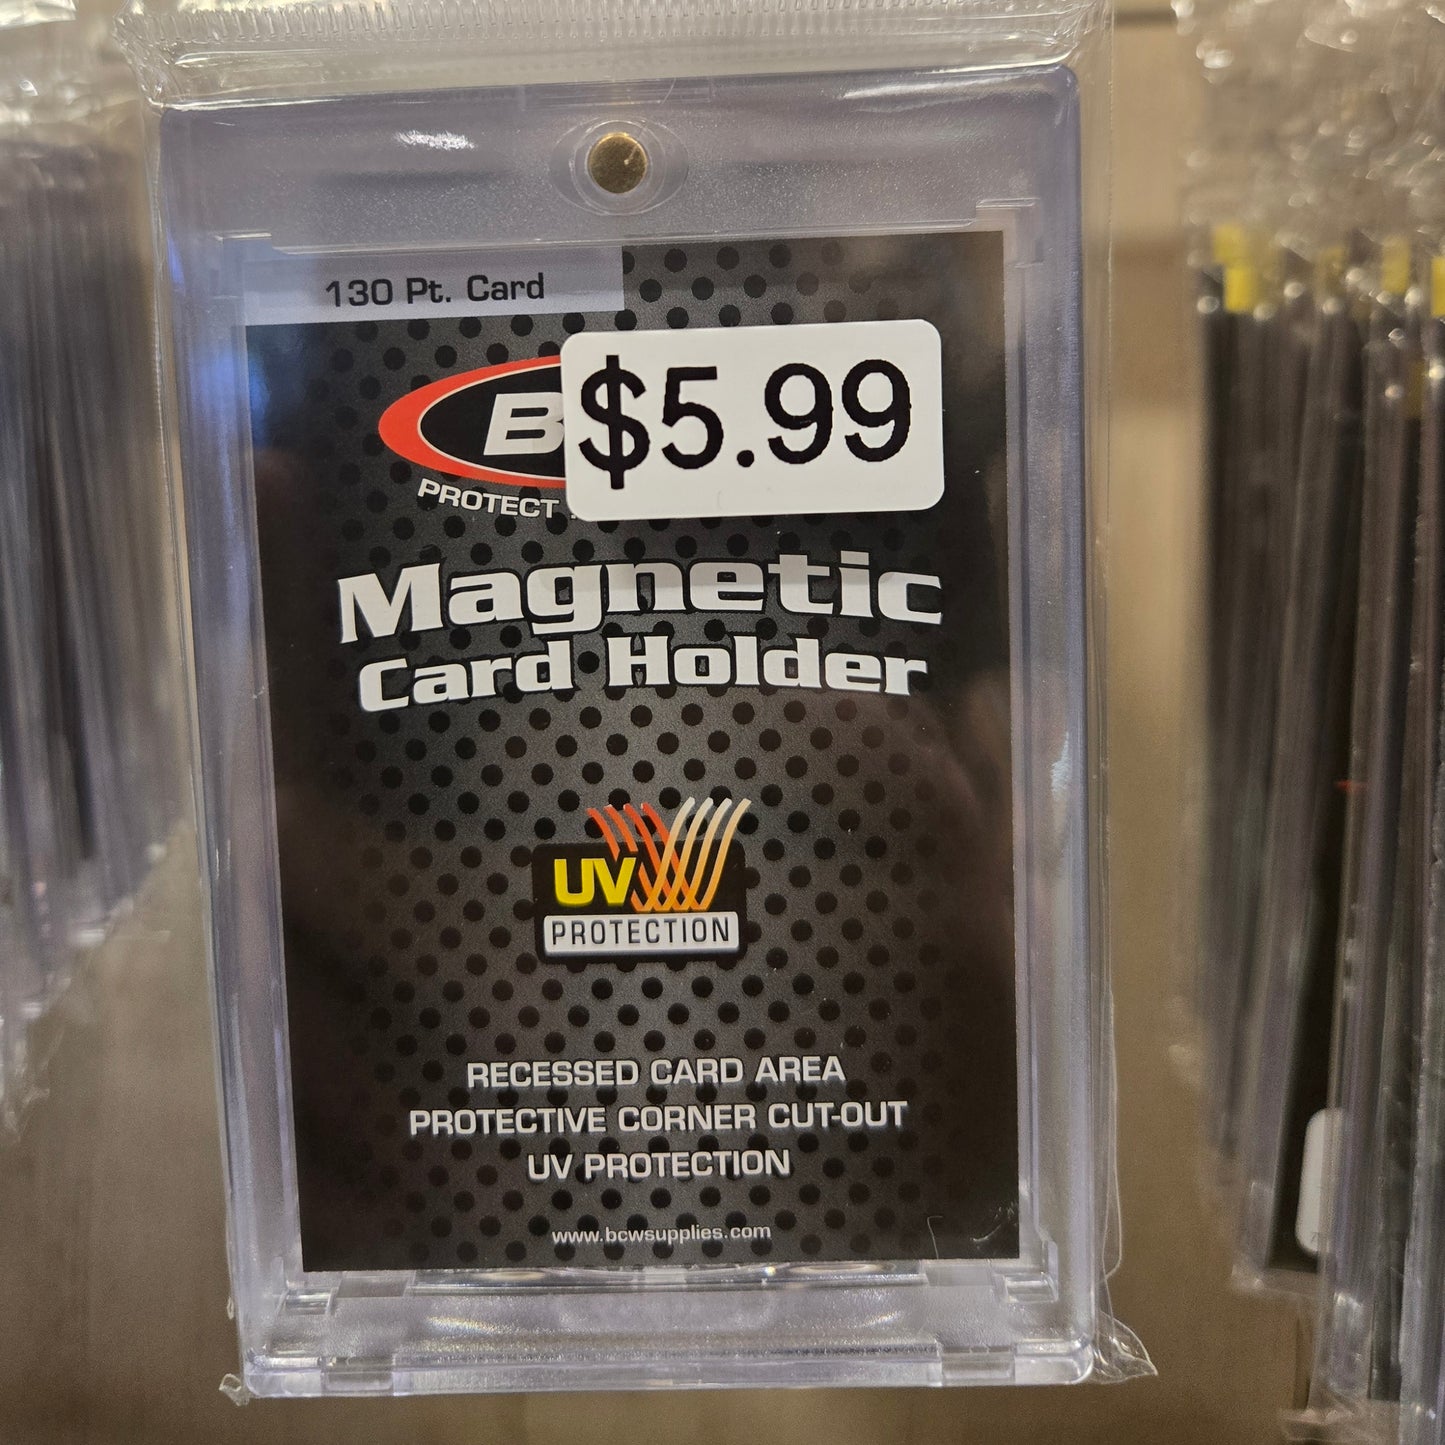 130 Pt. Card
B
$5.99
PROTECT
Magnetic
Card Holder
UV
PROTECTION
RECESSED CARD AREA
PROTECTIVE CORNER CUT-OUT
UV PROTECTION
www.bcwsupplies.com